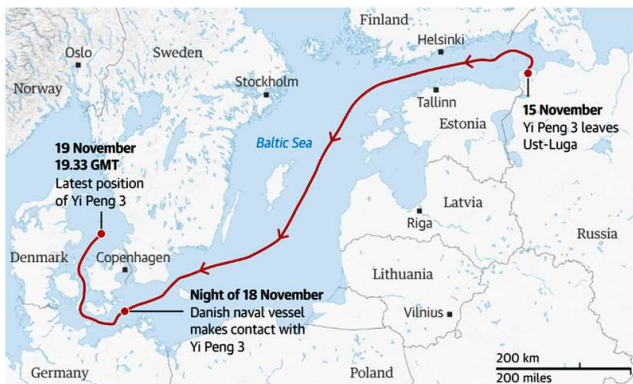 Finland
Oslo
Sweden
Helsinki
Norway
Stockholm
Tallinn
Estonia
15 November
Yi Peng 3 leaves
Ust-Luga
19 November
19.33 GMT
Latest position
of Yi Peng 3
Baltic Sea
Latvia
Riga
Russia
Denmark
Copenhagen
Lithuania
Night of 18 November
Danish naval vessel
makes contact with
Yi Peng 3
Vilnius
Germany
Poland
200 km
200 miles